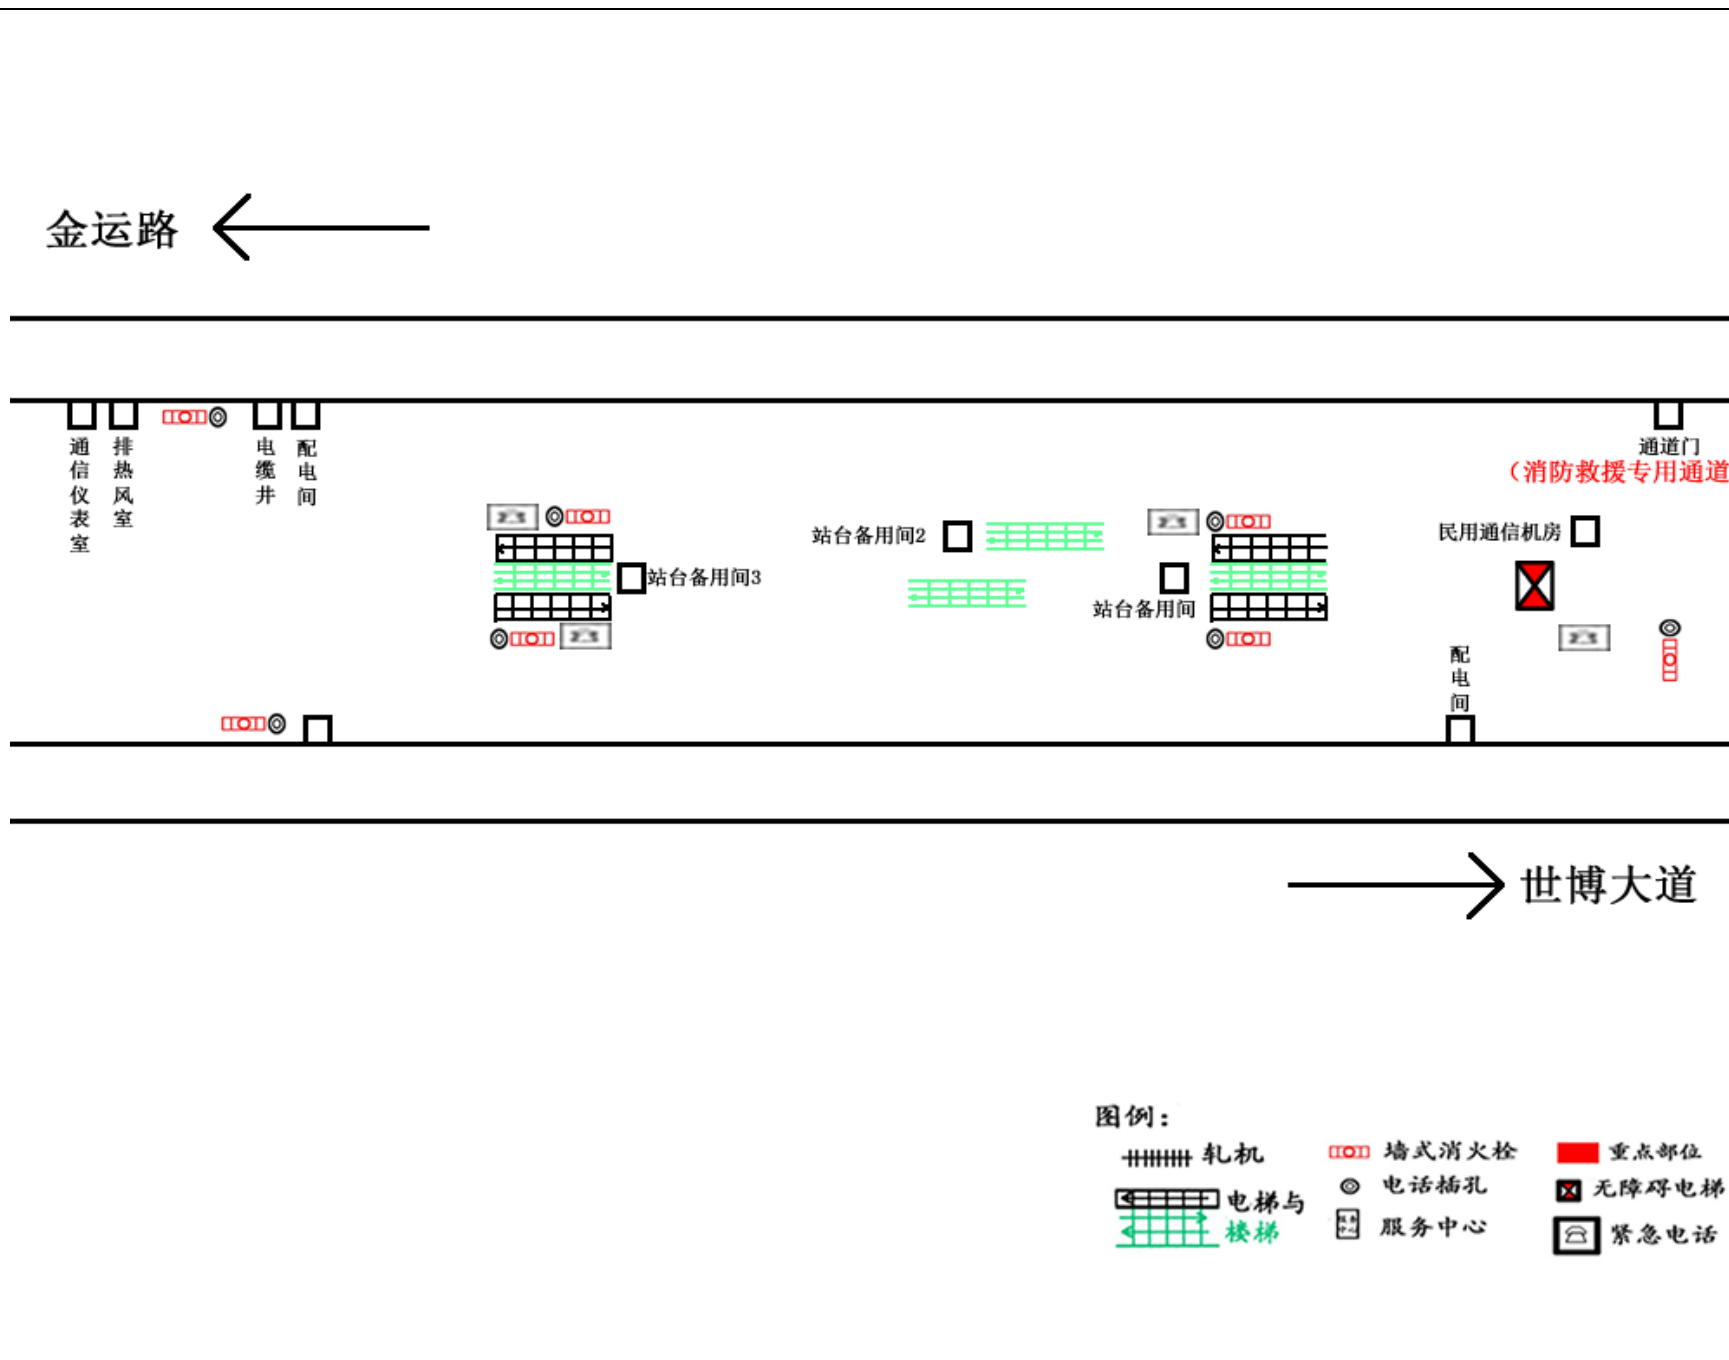 金运路
通信仪表室
排热风室
电缆井
配电间
通道门
（消防救援专用通道
站台备用间2
民用通信机房
站台备用间3
站台备用间
配电间
世博大道
图例：
轧机
墙式消火栓
重点部位
电话插孔
无障碍电梯
电梯与
楼梯
服务中心
紧急电话